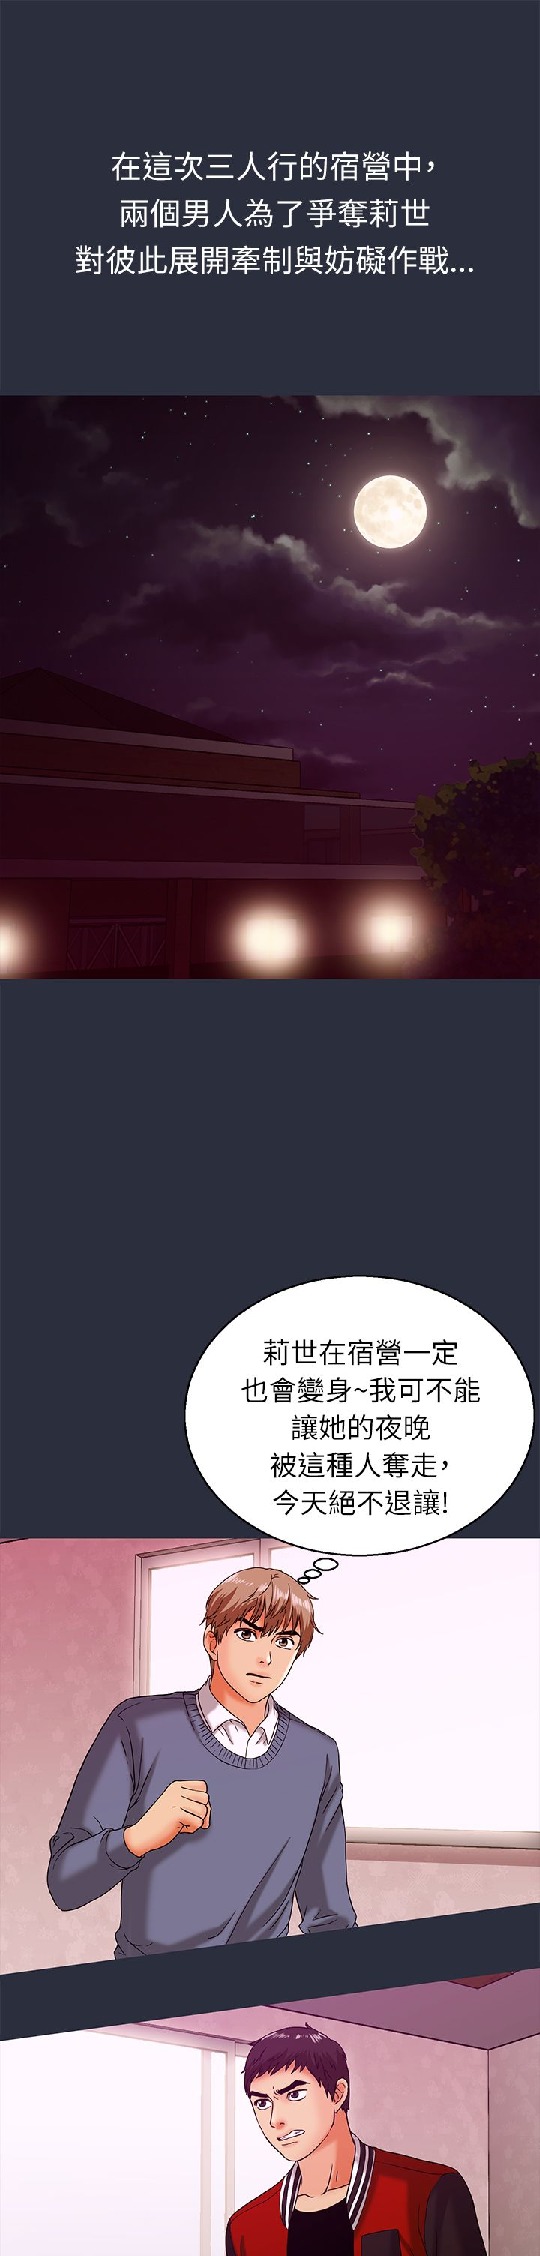 在這次三人行的宿營中，
兩個男人為了爭奪莉世
對彼此展開牽制與妨礙作戰...
莉世在宿營一定
也會變身~我可不能
讓她的夜晚
被這種人奪走，
今天絕不退讓!